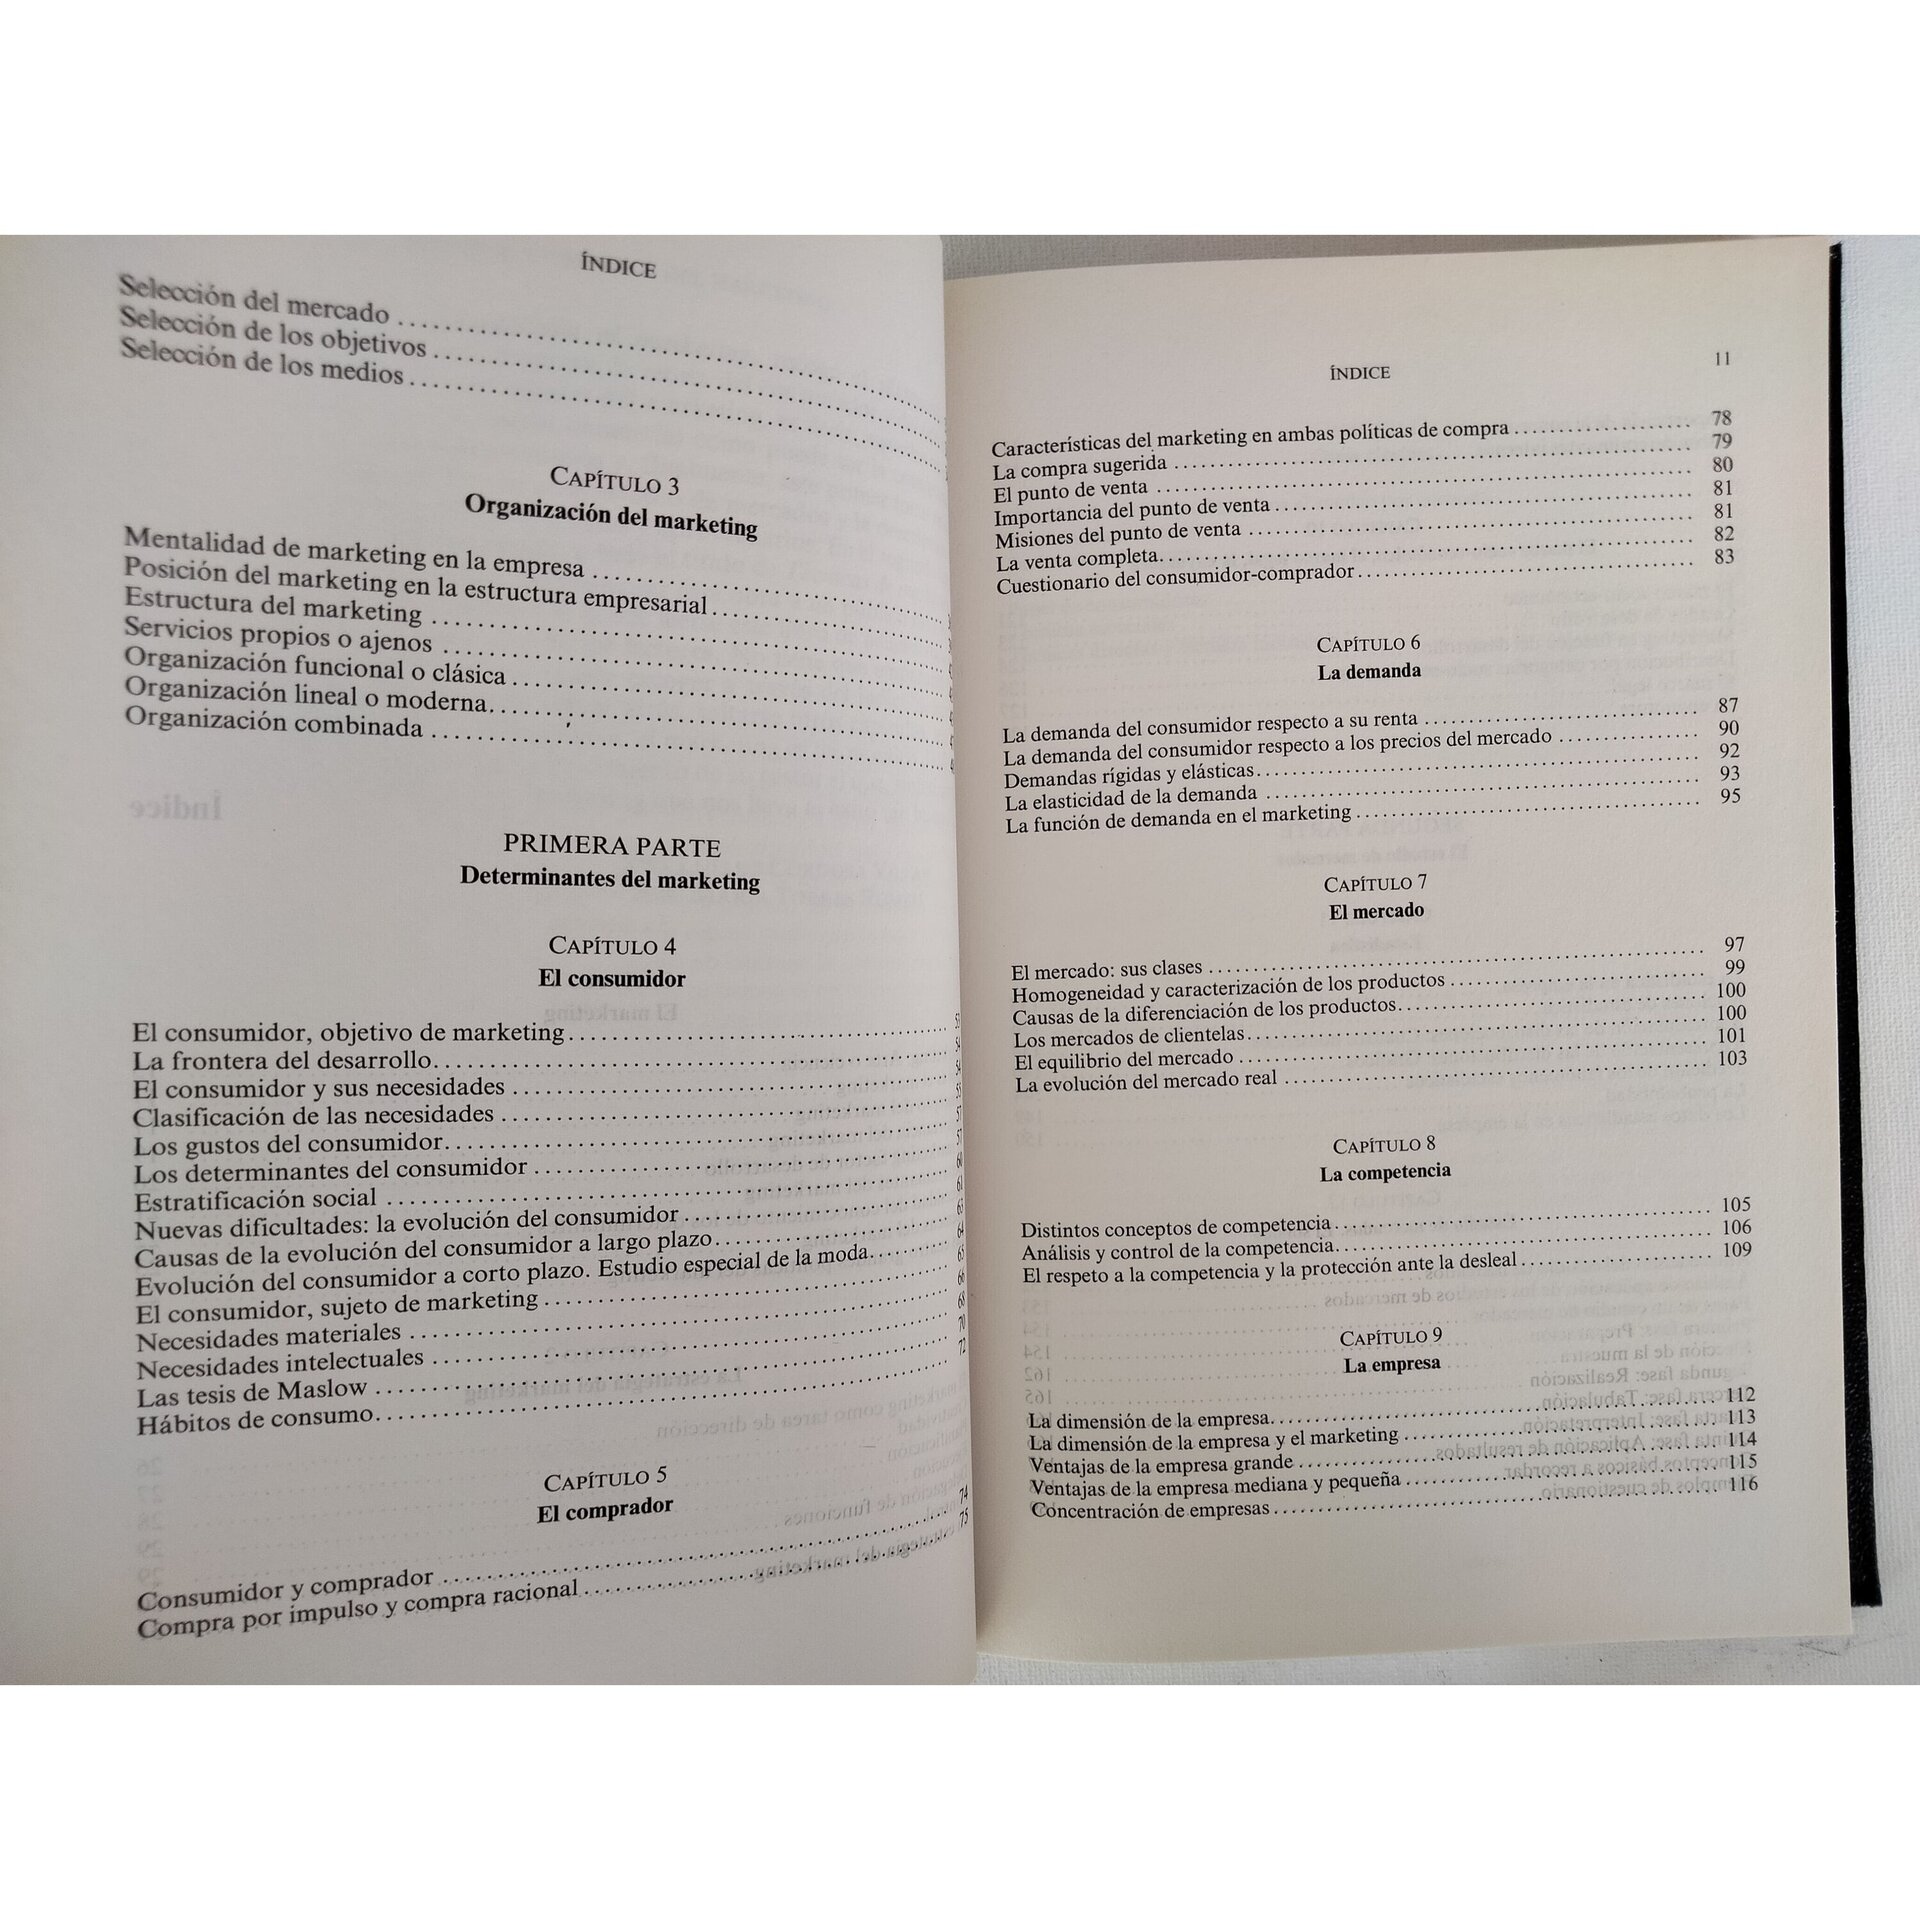 ÍNDICE
Selección del mercado
Selección de los objetivos
Selección de los medios
CAPÍTULO 3
Organización del marketing
Mentalidad de marketing en la empresa
Posición del marketing en la estructura empresarial
Estructura del marketing
Servicios propios o ajenos
Organización funcional o clásica
Organización lineal o moderna
Organización combinada
PRIMERA PARTE
Determinantes del marketing
CAPÍTULO 4
El consumidor
El consumidor, objetivo de marketing
La frontera del desarrollo
El consumidor y sus necesidades
Clasificación de las necesidades
Los gustos del consumidor
Los determinantes del consumidor
Estratificación social
Nuevas dificultades: la evolución del consumidor
Causas de la evolución del consumidor a largo plazo
Evolución del consumidor a corto plazo. Estudio especial de la moda
El consumidor, sujeto de marketing
Necesidades materiales
Necesidades intelectuales
Las tesis de Maslow
Hábitos de consumo
CAPÍTULO 5
El comprador
Consumidor y comprador 74
Compra por impulso y compra racional 75
ÍNDICE 11
Características del marketing en ambas políticas de compra 78
La compra sugerida 79
El punto de venta 80
Importancia del punto de venta 81
Misiones del punto de venta 81
La venta completa 82
Cuestionario del consumidor-comprador 83
CAPÍTULO 6
La demanda
La demanda del consumidor respecto a su renta 87
La demanda del consumidor respecto a los precios del mercado 90
Demandas rígidas y elásticas 92
La elasticidad de la demanda 93
La función de demanda en el marketing 95
CAPÍTULO 7
El mercado
El mercado: sus clases 97
Homogeneidad y caracterización de los productos 99
Causas de la diferenciación de los productos 100
Los mercados de clientelas 100
El equilibrio del mercado 101
La evolución del mercado real 103
CAPÍTULO 8
La competencia
Distintos conceptos de competencia 105
Análisis y control de la competencia 106
El respeto a la competencia y la protección ante la desleal 109
CAPÍTULO 9
La empresa
La dimensión de la empresa 112
La dimensión de la empresa y el marketing 113
Ventajas de la empresa grande 114
Ventajas de la empresa mediana y pequeña 115
Concentración de empresas 116